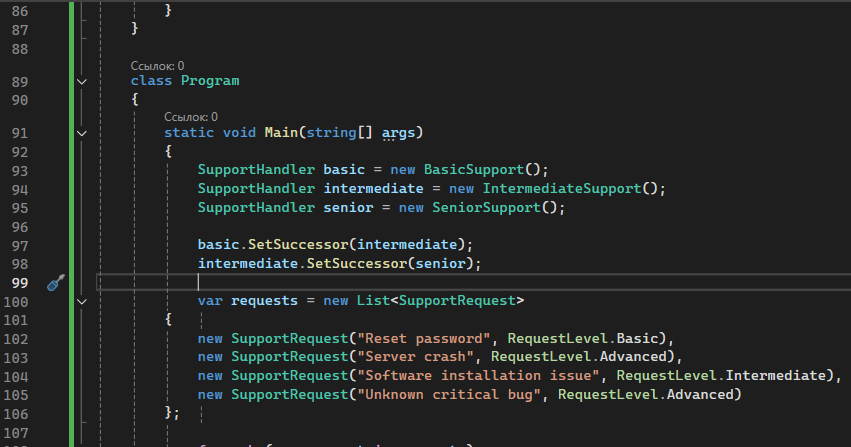 86 }
87 }
88
Ссылок: 0
89 class Program
90 {
Ссылок: 0
91 static void Main(string[] args)
92 {
93 SupportHandler basic = new BasicSupport();
94 SupportHandler intermediate = new IntermediateSupport();
95 SupportHandler senior = new SeniorSupport();
96
97 basic.SetSuccessor(intermediate);
98 intermediate.SetSuccessor(senior);
99
100 var requests = new List<SupportRequest>
101 {
102 new SupportRequest("Reset password", RequestLevel.Basic),
103 new SupportRequest("Server crash", RequestLevel.Advanced),
104 new SupportRequest("Software installation issue", RequestLevel.Intermediate),
105 new SupportRequest("Unknown critical bug", RequestLevel.Advanced)
106 };
107